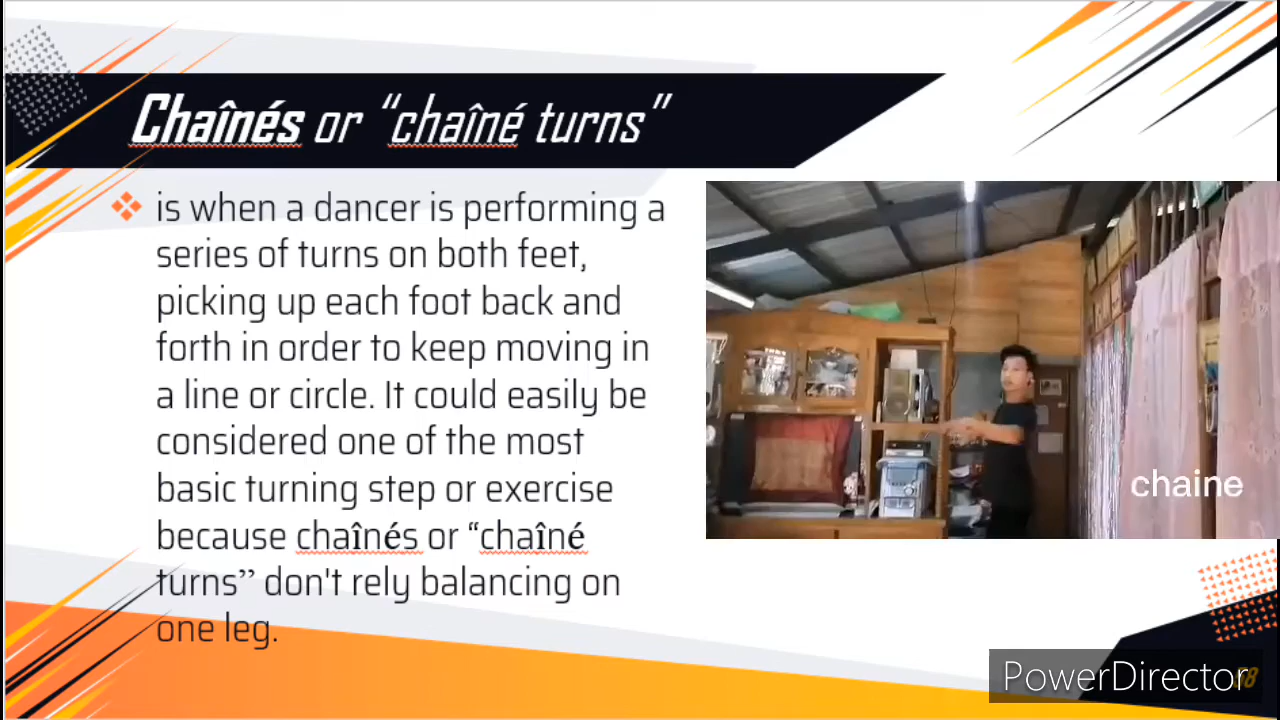 Chaînés or “chaîné turns”
is when a dancer is performing a
series of turns on both feet,
picking up each foot back and
forth in order to keep moving in
a line or circle. It could easily be
considered one of the most
basic turning step or exercise
because chaînés or “chaîné
turns” don't rely balancing on
one leg.
chaine
PowerDirector
58